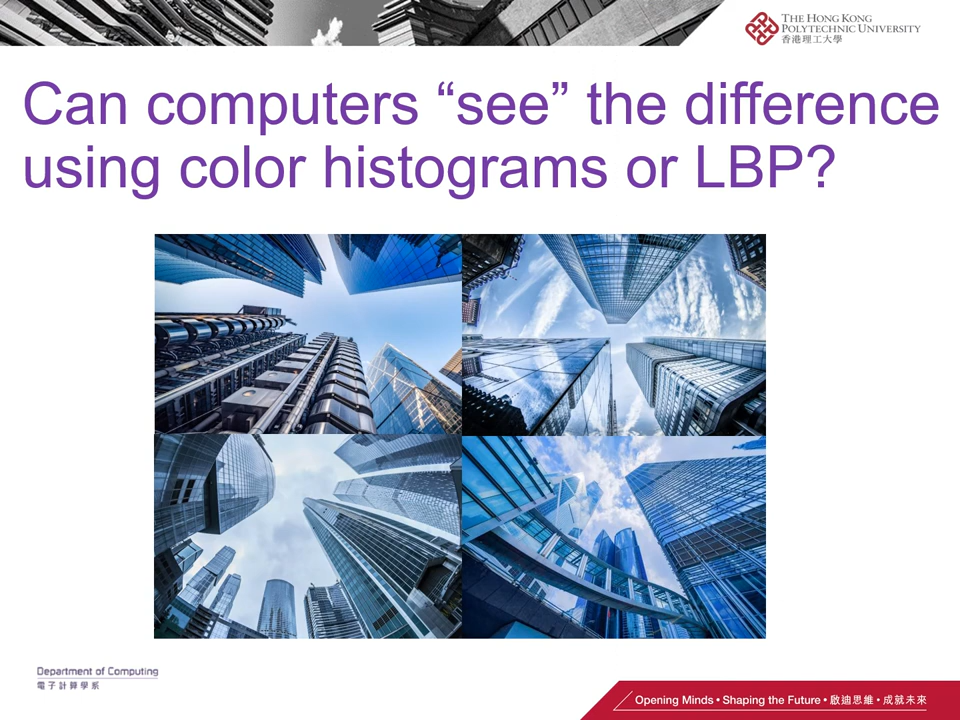 THE HONG KONG
POLYTECHNIC UNIVERSITY
香港理工大學
Can computers “see” the difference
using color histograms or LBP?
Department of Computing
電子計算學系
Opening Minds • Shaping the Future • 啟迪思維 • 成就未來